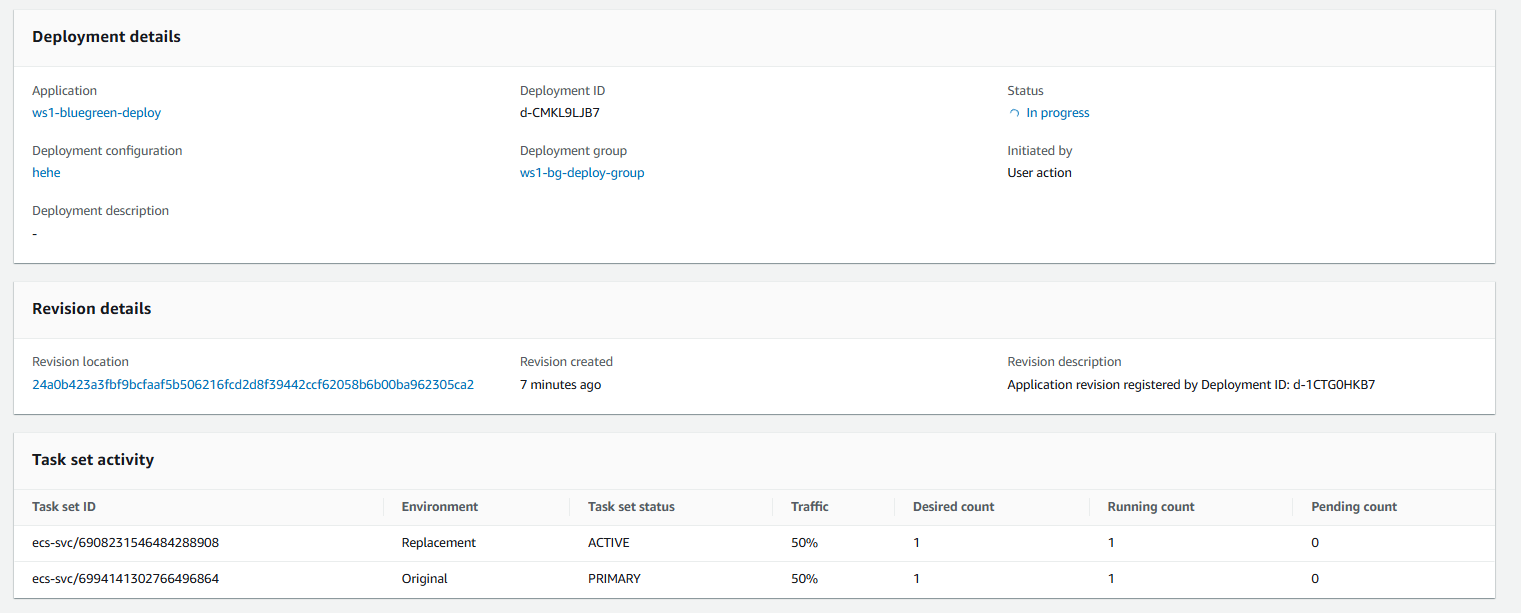 Deployment details
Application
Deployment ID
Status
ws1-bluegreen-deploy
d-CMKL9LJB7
In progress
Deployment configuration
Deployment group
Initiated by
hehe
ws1-bg-deploy-group
User action
Deployment description
-
Revision details
Revision location
Revision created
Revision description
24a0b423a3fbf9bcfaaf5b506216fcd2d8f39442ccf62058b6b00ba962305ca2
7 minutes ago
Application revision registered by Deployment ID: d-1CTG0HKB7
Task set activity
Task set ID Environment Task set status Traffic Desired count Running count Pending count
ecs-svc/6908231546484288908 Replacement ACTIVE 50% 1 1 0
ecs-svc/6994141302766496864 Original PRIMARY 50% 1 1 0